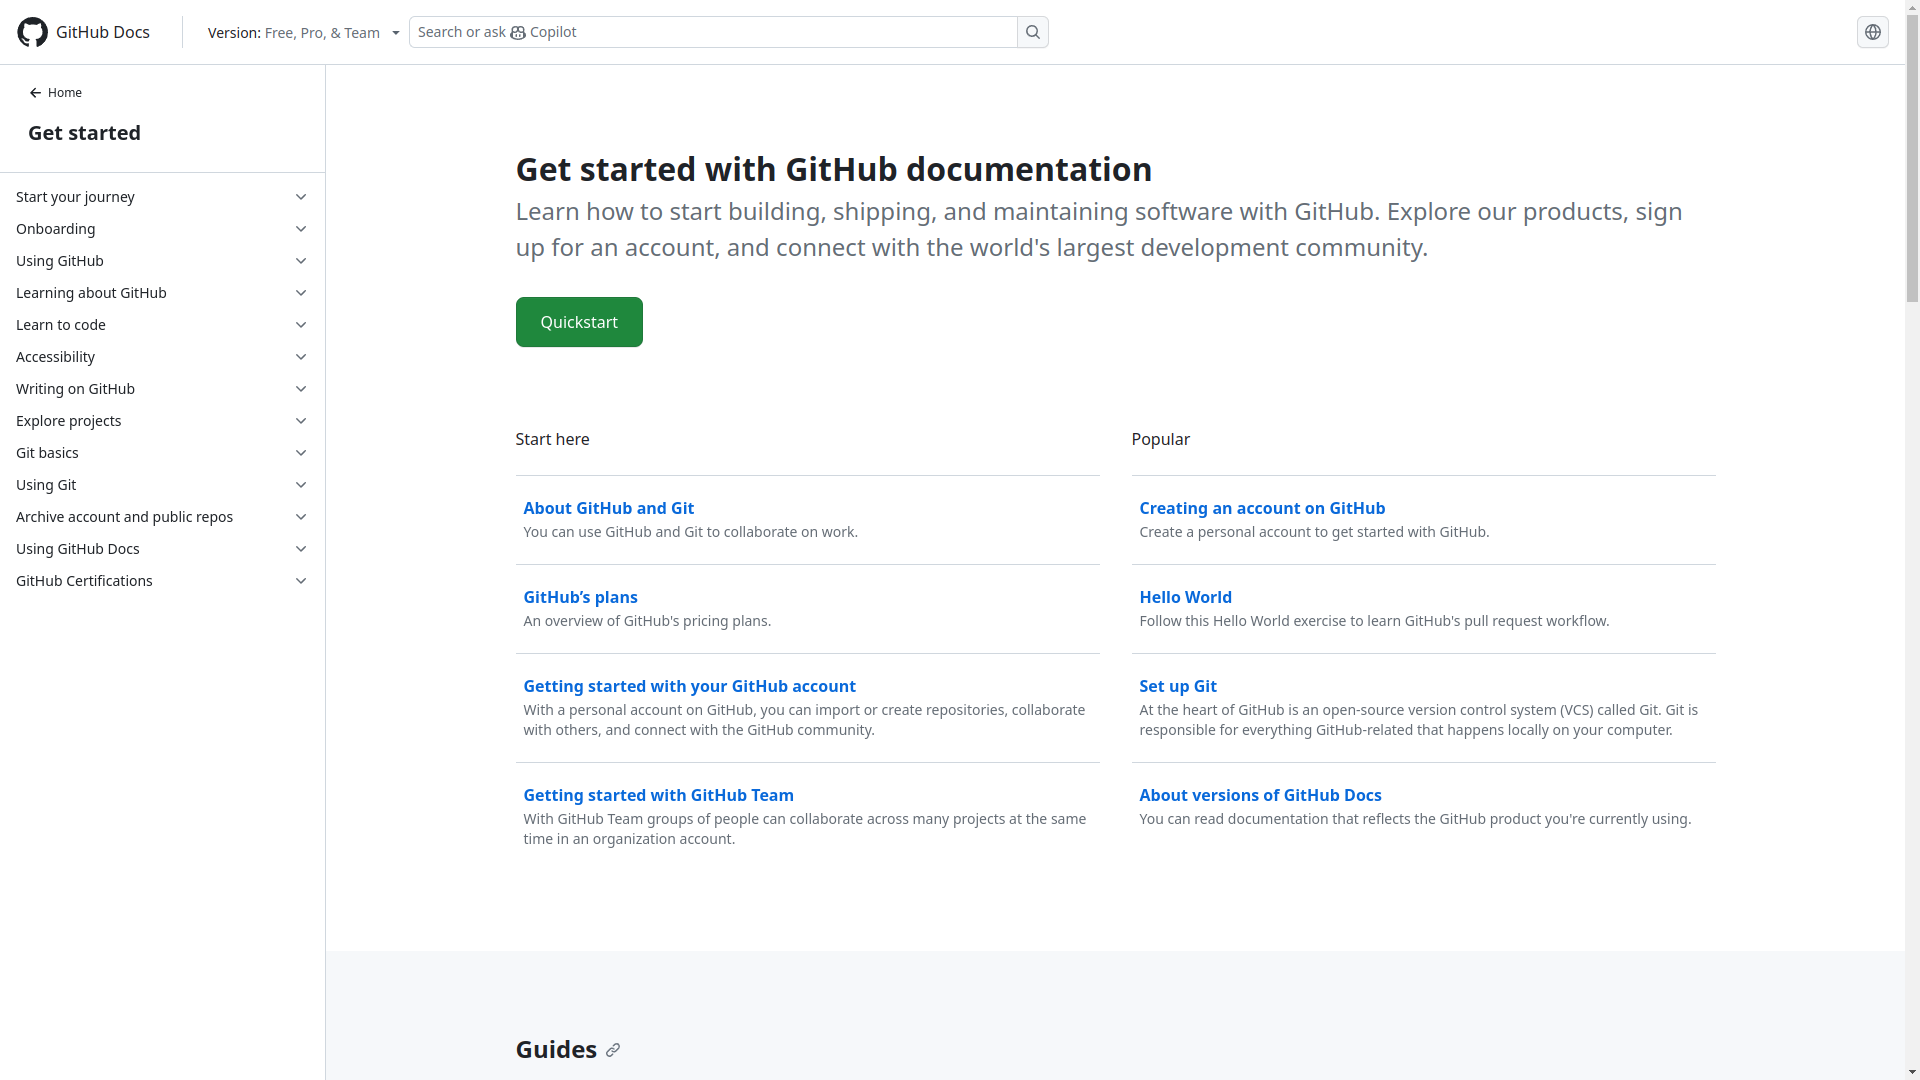 GitHub Docs
Version: Free, Pro, & Team
Search or ask Copilot
Home
Get started
Start your journey
Onboarding
Using GitHub
Learning about GitHub
Learn to code
Accessibility
Writing on GitHub
Explore projects
Git basics
Using Git
Archive account and public repos
Using GitHub Docs
GitHub Certifications
Get started with GitHub documentation
Learn how to start building, shipping, and maintaining software with GitHub. Explore our products, sign
up for an account, and connect with the world's largest development community.
Quickstart
Start here
About GitHub and Git
You can use GitHub and Git to collaborate on work.
GitHub’s plans
An overview of GitHub's pricing plans.
Getting started with your GitHub account
With a personal account on GitHub, you can import or create repositories, collaborate
with others, and connect with the GitHub community.
Getting started with GitHub Team
With GitHub Team groups of people can collaborate across many projects at the same
time in an organization account.
Popular
Creating an account on GitHub
Create a personal account to get started with GitHub.
Hello World
Follow this Hello World exercise to learn GitHub's pull request workflow.
Set up Git
At the heart of GitHub is an open-source version control system (VCS) called Git. Git is
responsible for everything GitHub-related that happens locally on your computer.
About versions of GitHub Docs
You can read documentation that reflects the GitHub product you're currently using.
Guides